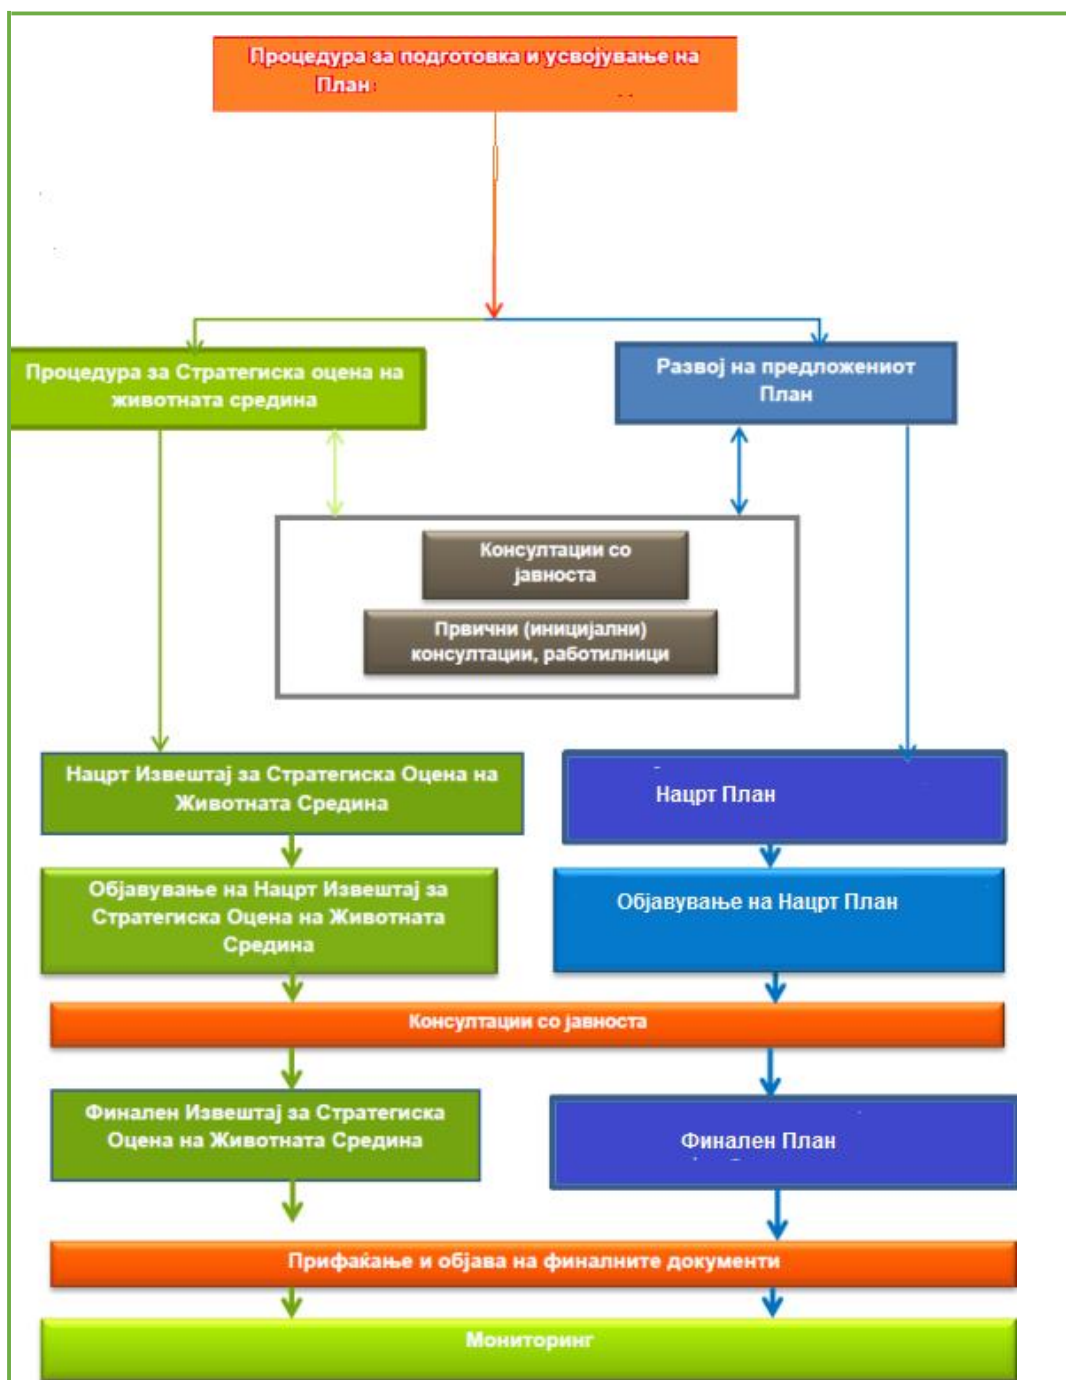 Процедура за подготовка и усвојување на
План
Процедура за Стратегиска оцена на
животната средина
Развој на предложениот
План
Консултации со
јавноста
Првични (иницијални)
консултации, работилници
Нацрт Извештај за Стратегиска Оцена на
Животната Средина
Нацрт План
Објавување на Нацрт Извештај за
Стратегиска Оцена на Животната
Средина
Објавување на Нацрт План
Консултации со јавноста
Финален Извештај за Стратегиска
Оцена на Животната Средина
Финален План
Прифаќање и објава на финалните документи
Мониторинг